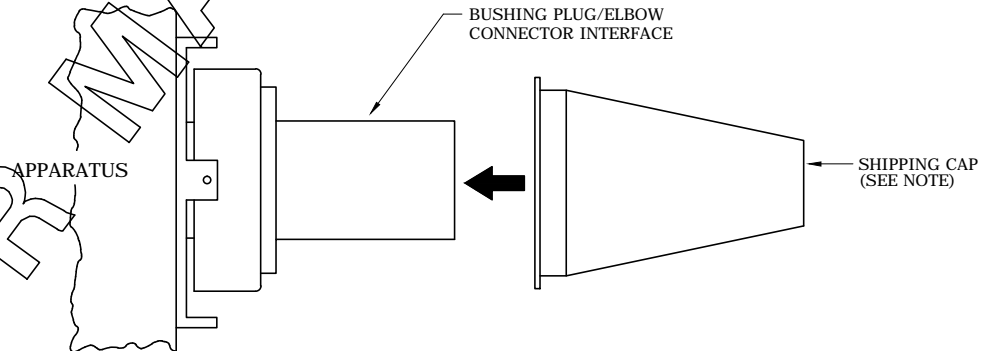 BUSHING PLUG/ELBOW
CONNECTOR INTERFACE
APPARATUS
SHIPPING CAP
(SEE NOTE)